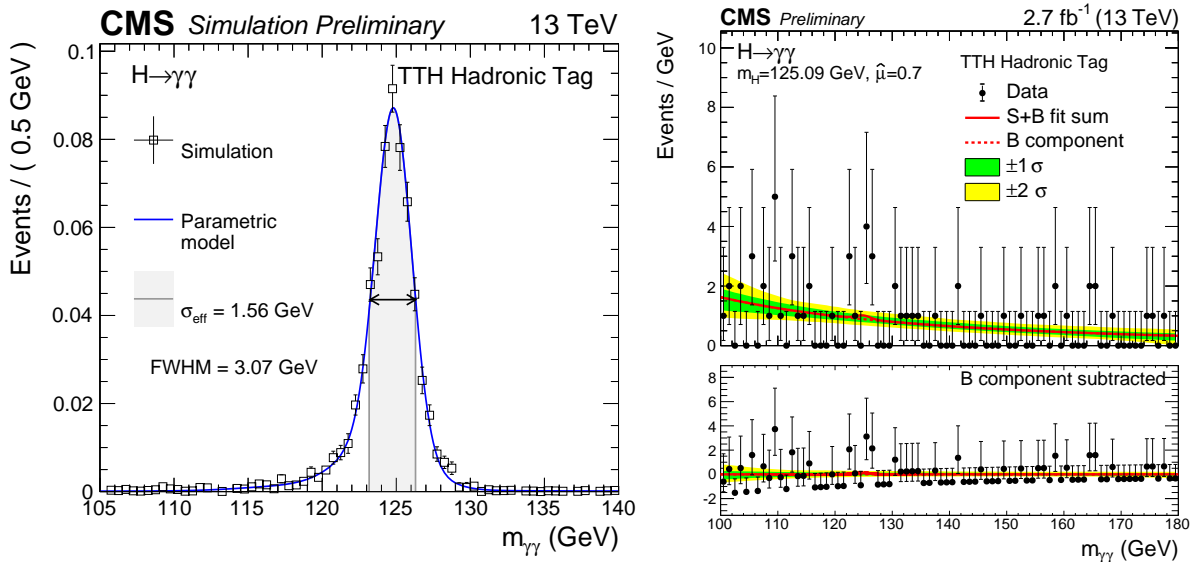 CMS Simulation Preliminary 13 TeV
Events / ( 0.5 GeV )
0.1
0.08
0.06
0.04
0.02
0
H→γγ
TTH Hadronic Tag
Simulation
Parametric
model
σeff = 1.56 GeV
FWHM = 3.07 GeV
105 110 115 120 125 130 135 140
mγγ (GeV)
CMS Preliminary 2.7 fb-1 (13 TeV)
Events / GeV
10
8
6
4
2
0
H→γγ
mH=125.09 GeV, μ̂=0.7
TTH Hadronic Tag
Data
S+B fit sum
B component
±1 σ
±2 σ
B component subtracted
8
6
4
2
0
-2
100 110 120 130 140 150 160 170 180
mγγ (GeV)